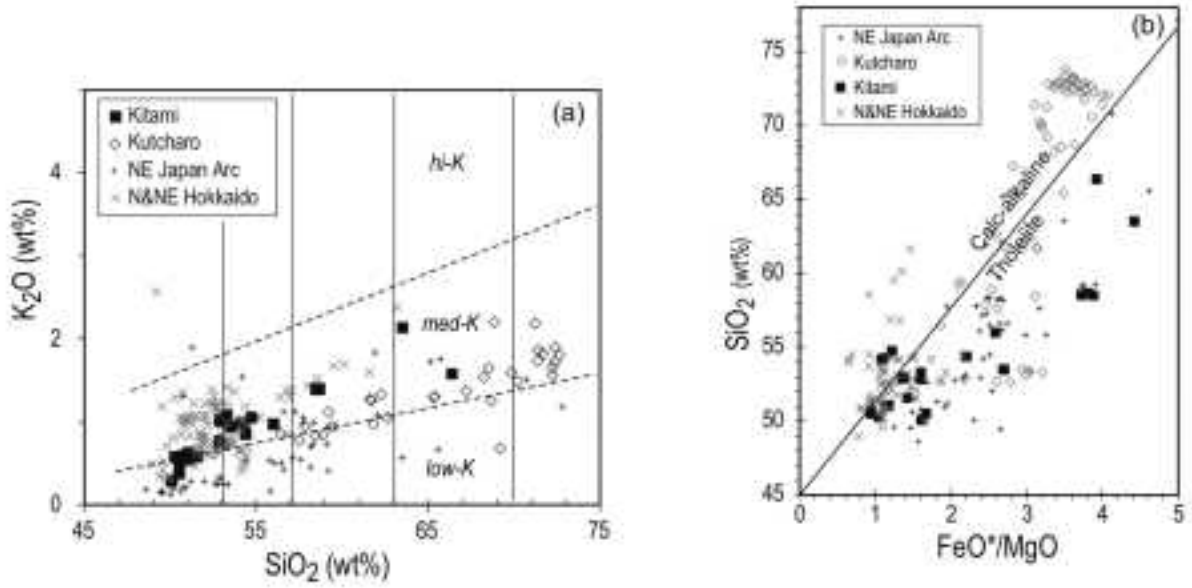 (a)
Kitami
Kutcharo
NE Japan Arc
N&NE Hokkaido
hi-K
med-K
low-K
4
2
0
K₂O (wt%)
45
55
65
75
SiO₂ (wt%)
(b)
NE Japan Arc
Kutcharo
Kitami
N&NE Hokkaido
Calc-alkaline
Tholeiite
75
70
65
60
55
50
45
SiO₂ (wt%)
0
1
2
3
4
5
FeO*/MgO